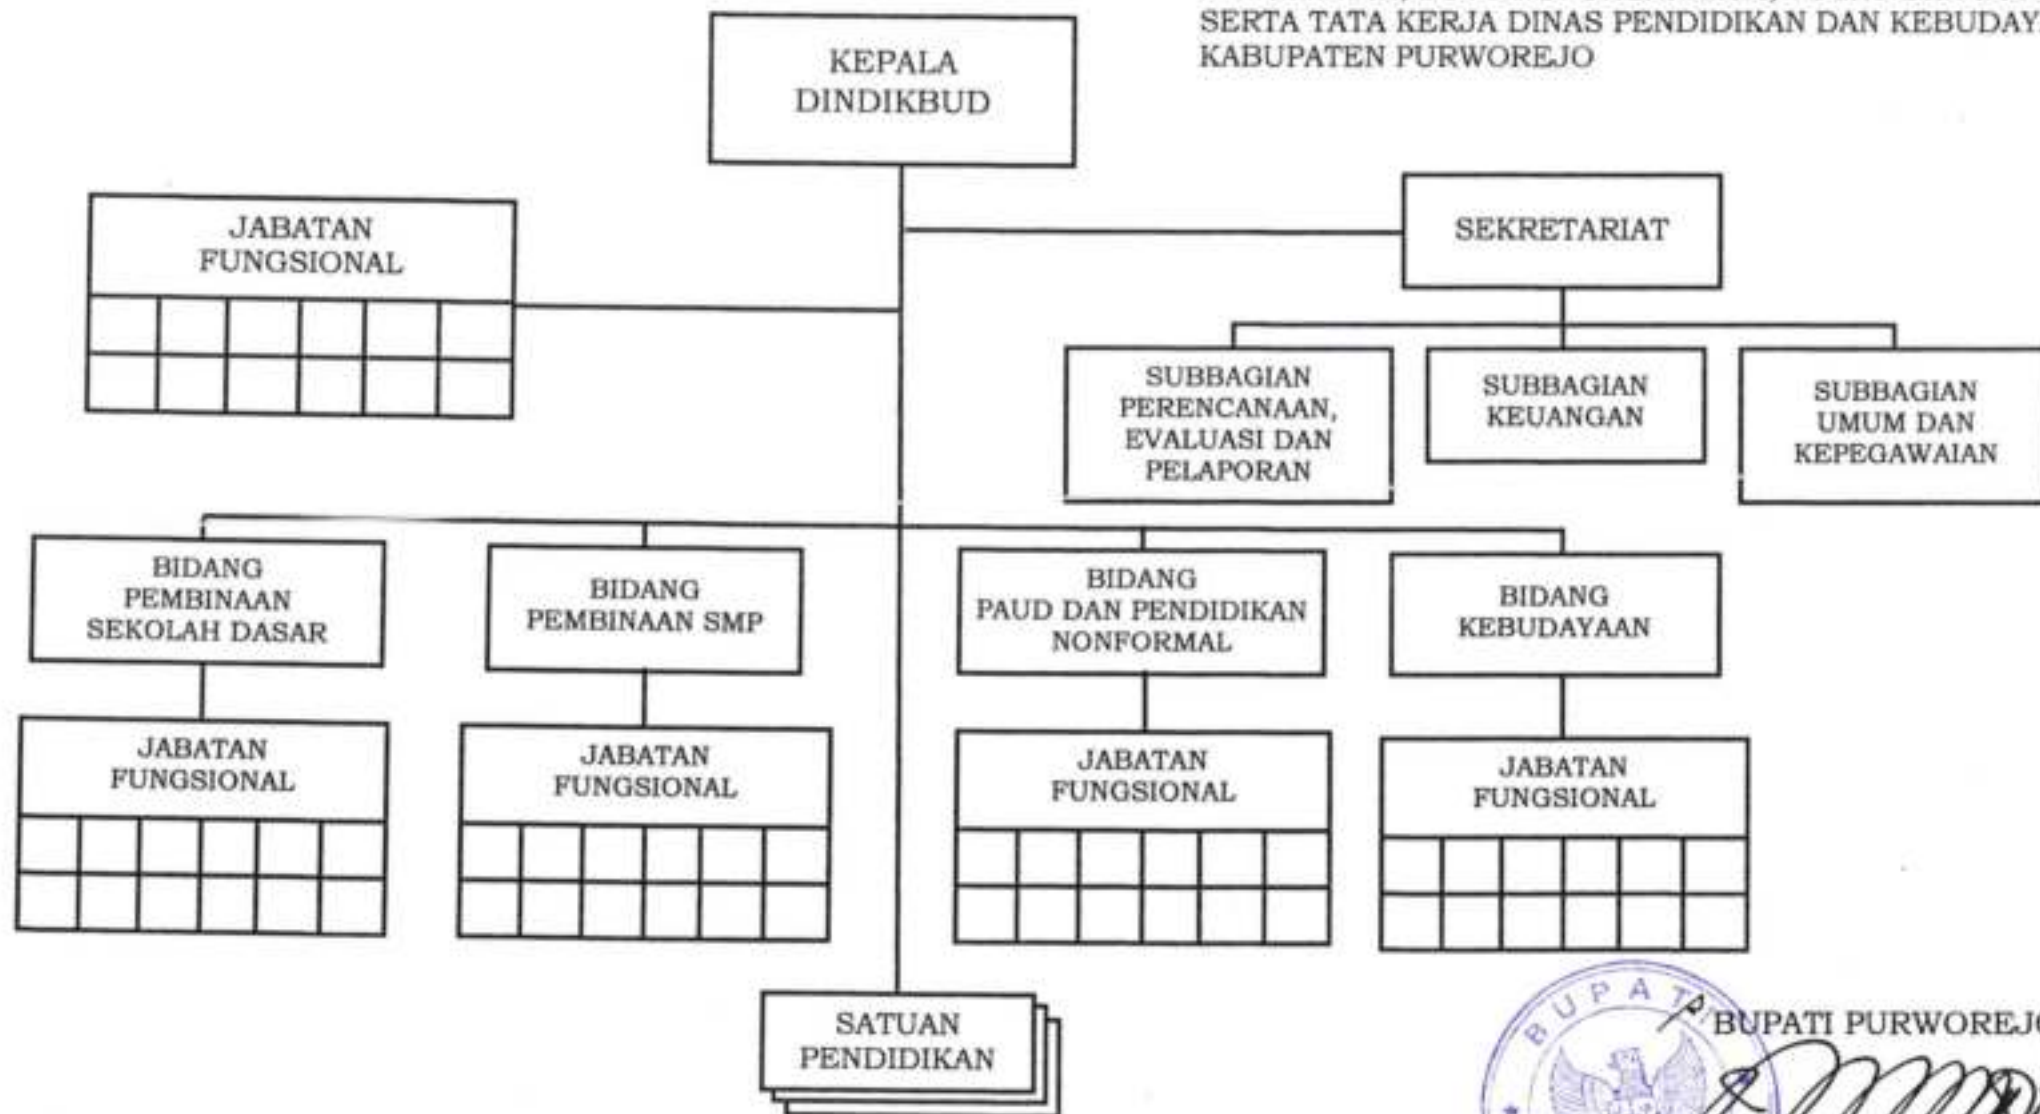 SERTA TATA KERJA DINAS PENDIDIKAN DAN KEBUDAY
KABUPATEN PURWOREJO
KEPALA
DINDIKBUD
JABATAN
FUNGSIONAL
SEKRETARIAT
SUBBAGIAN
PERENCANAAN,
EVALUASI DAN
PELAPORAN
SUBBAGIAN
KEUANGAN
SUBBAGIAN
UMUM DAN
KEPEGAWAIAN
BIDANG
PEMBINAAN
SEKOLAH DASAR
BIDANG
PEMBINAAN SMP
BIDANG
PAUD DAN PENDIDIKAN
NONFORMAL
BIDANG
KEBUDAYAAN
JABATAN
FUNGSIONAL
JABATAN
FUNGSIONAL
JABATAN
FUNGSIONAL
JABATAN
FUNGSIONAL
SATUAN
PENDIDIKAN
BUPATI
BUPATI PURWOREJO